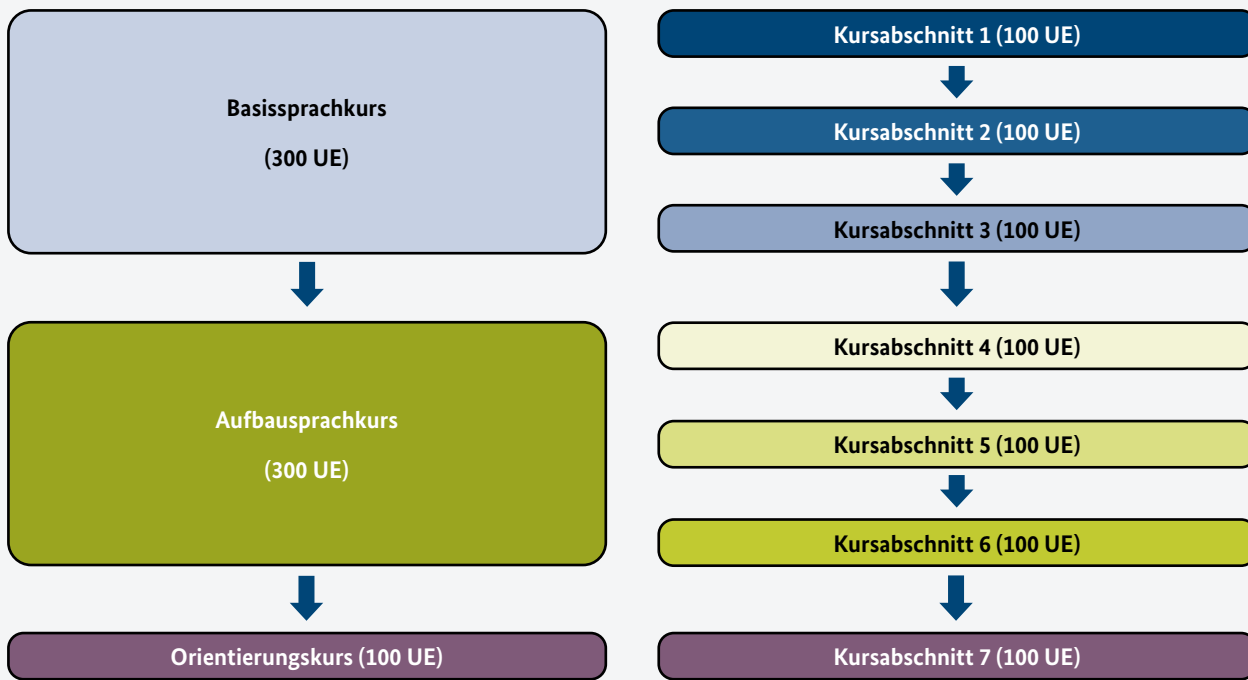 Basissprachkurs
(300 UE)
Aufbausprachkurs
(300 UE)
Orientierungskurs (100 UE)
Kursabschnitt 1 (100 UE)
Kursabschnitt 2 (100 UE)
Kursabschnitt 3 (100 UE)
Kursabschnitt 4 (100 UE)
Kursabschnitt 5 (100 UE)
Kursabschnitt 6 (100 UE)
Kursabschnitt 7 (100 UE)